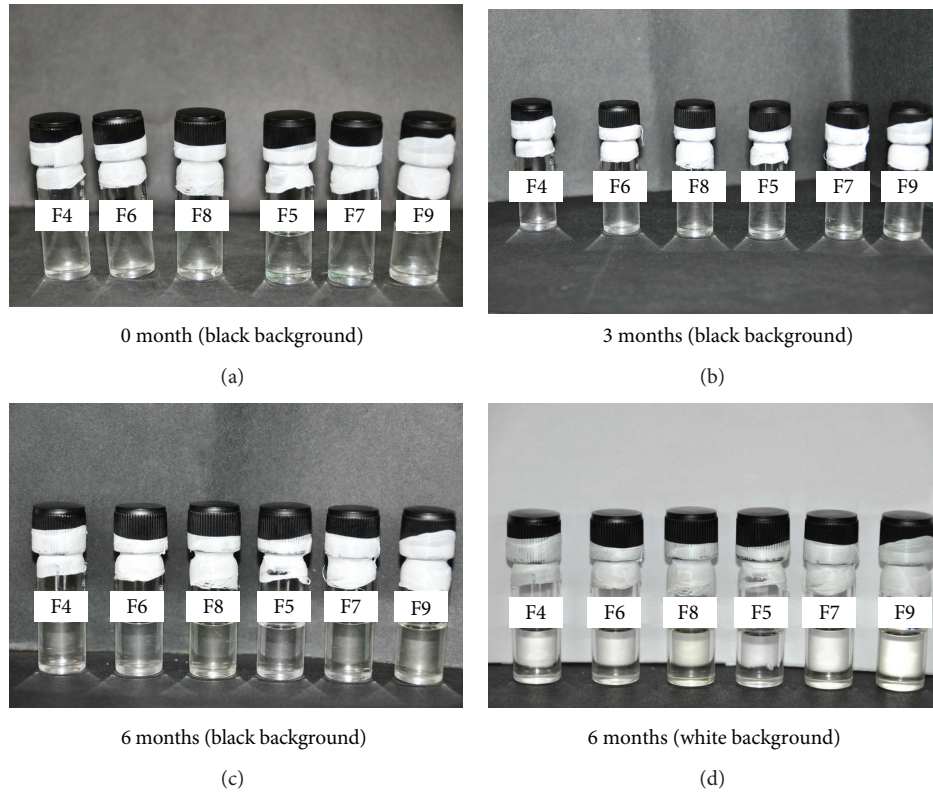 F4 F6 F8 F5 F7 F9
0 month (black background)
(a)
F4 F6 F8 F5 F7 F9
3 months (black background)
(b)
F4 F6 F8 F5 F7 F9
6 months (black background)
(c)
F4 F6 F8 F5 F7 F9
6 months (white background)
(d)